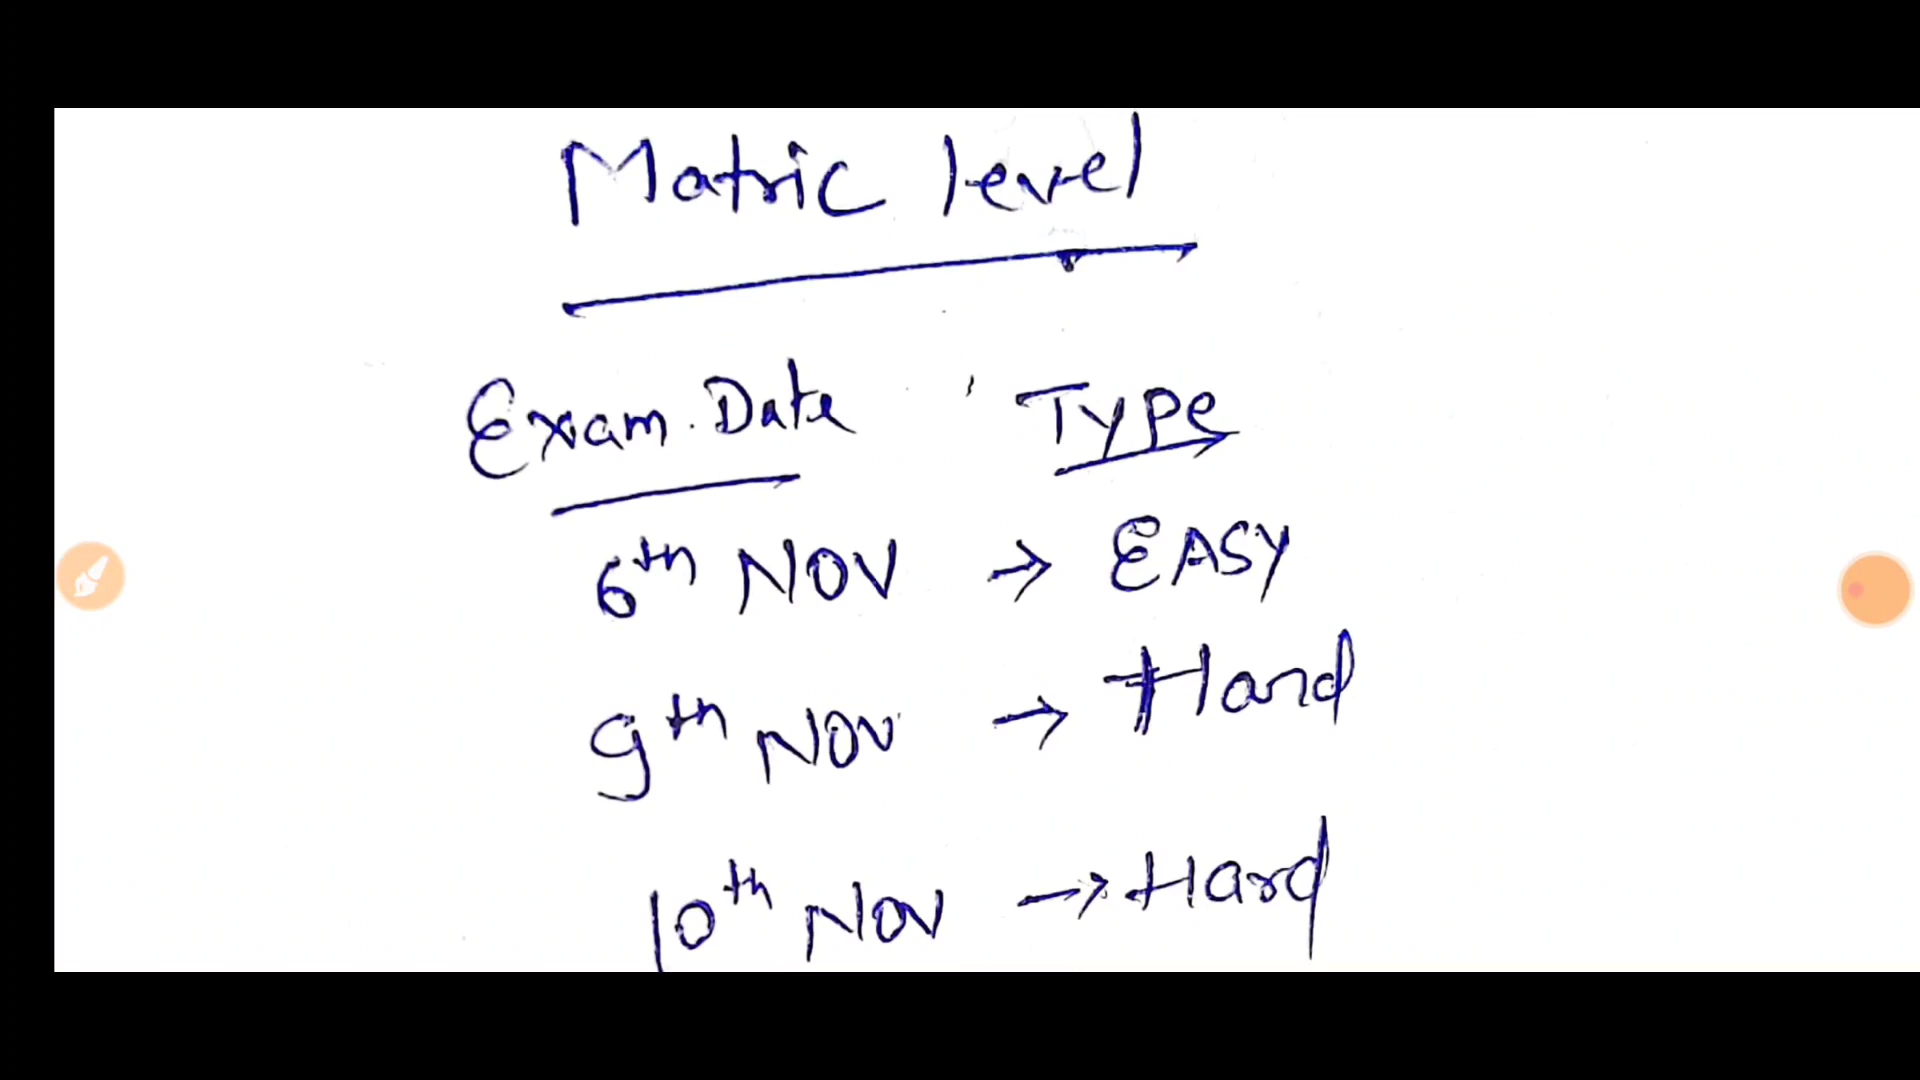 Matric level
Exam. Date Type
6th NOV → EASY
9th NOV → Hard
10th NOV → Hard